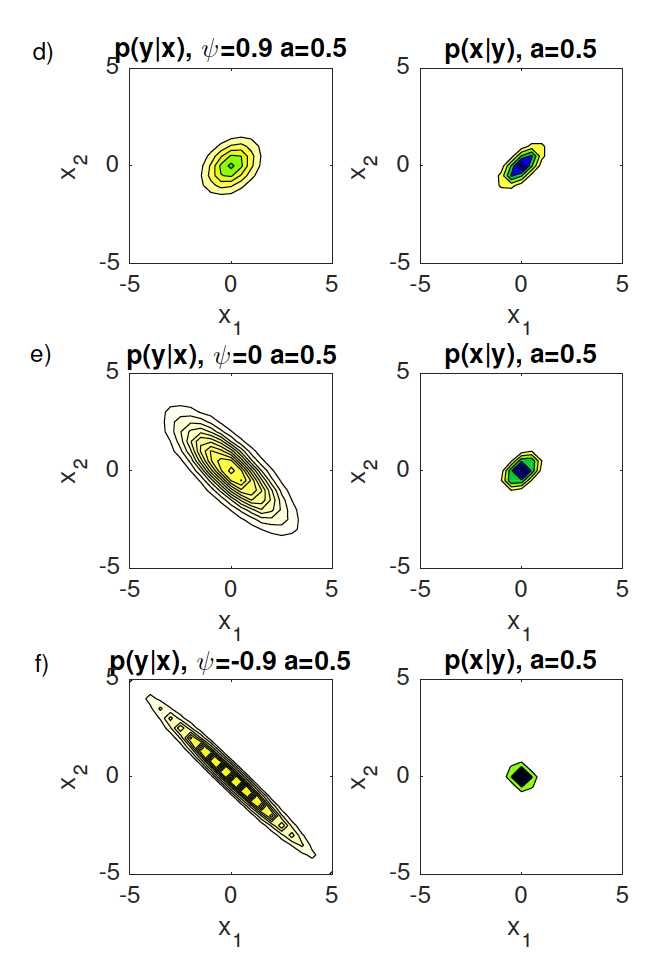 d)
p(y|x), ψ=0.9 a=0.5
p(x|y), a=0.5
5
0
-5
x2
-5 0 5
x1
5
0
-5
x2
-5 0 5
x1
e)
p(y|x), ψ=0 a=0.5
p(x|y), a=0.5
5
0
-5
x2
-5 0 5
x1
5
0
-5
x2
-5 0 5
x1
f)
p(y|x), ψ=-0.9 a=0.5
p(x|y), a=0.5
5
0
-5
x2
-5 0 5
x1
5
0
-5
x2
-5 0 5
x1